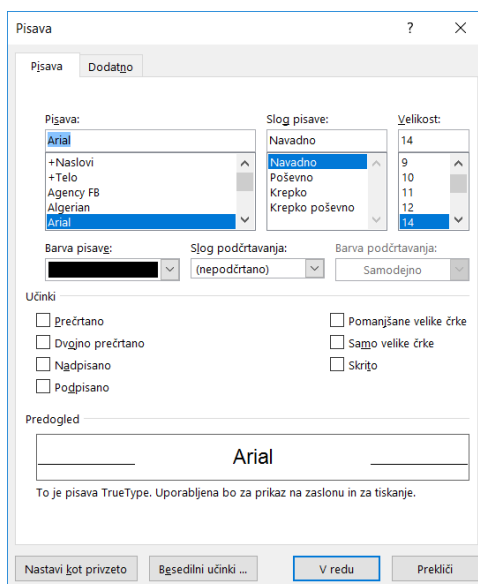 Pisava
Pisava Dodatno
Pisava: Slog pisave: Velikost:
Arial Navadno 14
+Naslovi Navadno 9
+Telo Poševno 10
Agency FB Krepko 11
Algerian Krepko poševno 12
Arial 14
Barva pisave: Slog podčrtavanja: Barva podčrtavanja:
(nepodčrtano) Samodejno
Učinki
Prečrtano Pomanjšane velike črke
Dvojno prečrtano Samo velike črke
Nadpisano Skrito
Podpisano
Predogled
Arial
To je pisava TrueType. Uporabljena bo za prikaz na zaslonu in za tiskanje.
Nastavi kot privzeto Besedilni učinki ... V redu Prekliči